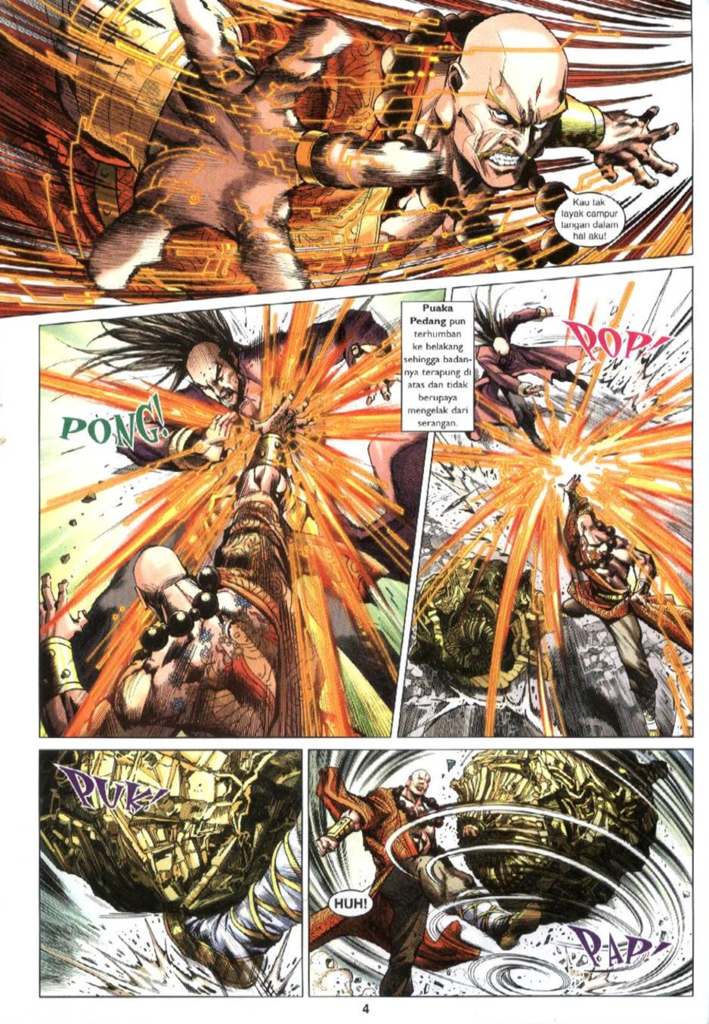 Kau tak
layak campur
tangan dalam
hal aku!
PONG!
Puaka
Pedang pun
terhumban
ke belakang
sehingga badan-
nya terapung di
atas dan tidak
berupaya
mengelak dari
serangan.
POP!
PUK!
HUH!
PAP!
4